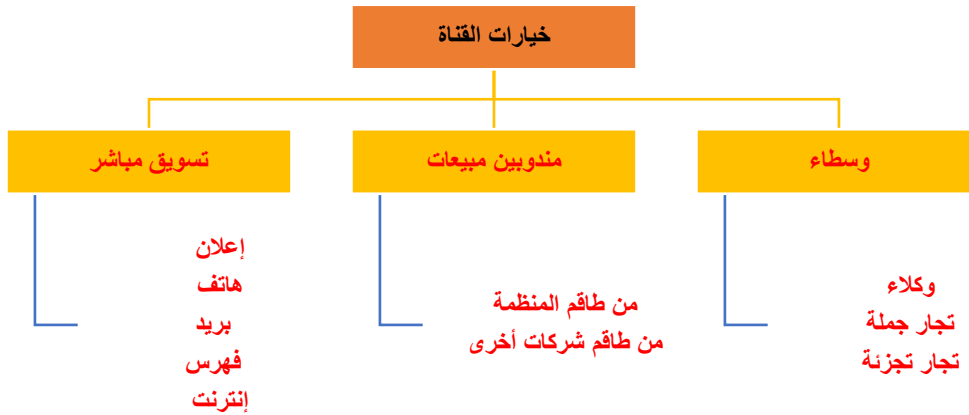 خيارات القناة
وسطاء
مندوبين مبيعات
تسويق مباشر
وكلاء
تجار جملة
تجار تجزئة
من طاقم المنظمة
من طاقم شركات أخرى
إعلان
هاتف
بريد
فهرس
إنترنت